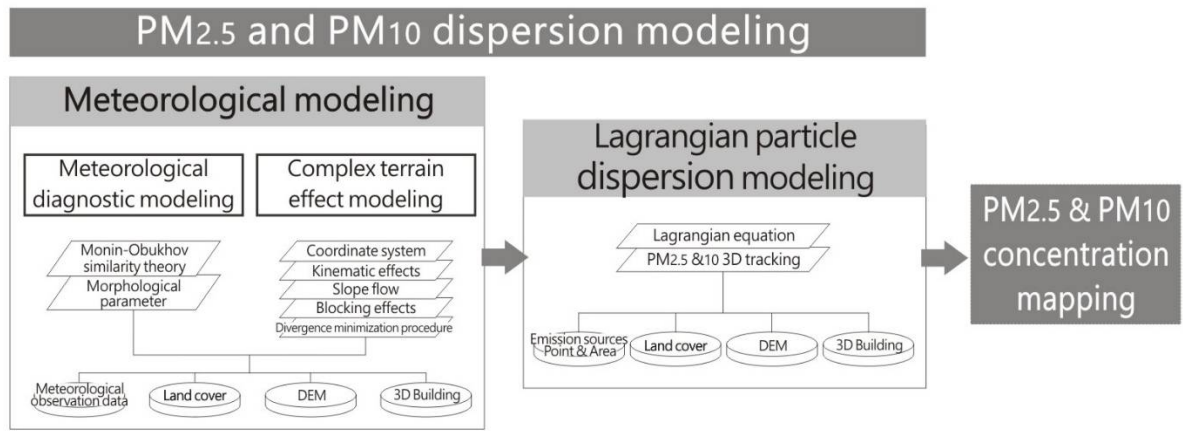 PM2.5 and PM10 dispersion modeling
Meteorological modeling
Meteorological
diagnostic modeling
Complex terrain
effect modeling
Monin-Obukhov
similarity theory
Morphological
parameter
Coordinate system
Kinematic effects
Slope flow
Blocking effects
Divergence minimization procedure
Meteorological
observation data
Land cover
DEM
3D Building
Lagrangian particle
dispersion modeling
Lagrangian equation
PM2.5 &10 3D tracking
Emission sources
Point & Area
Land cover
DEM
3D Building
PM2.5 & PM10
concentration
mapping